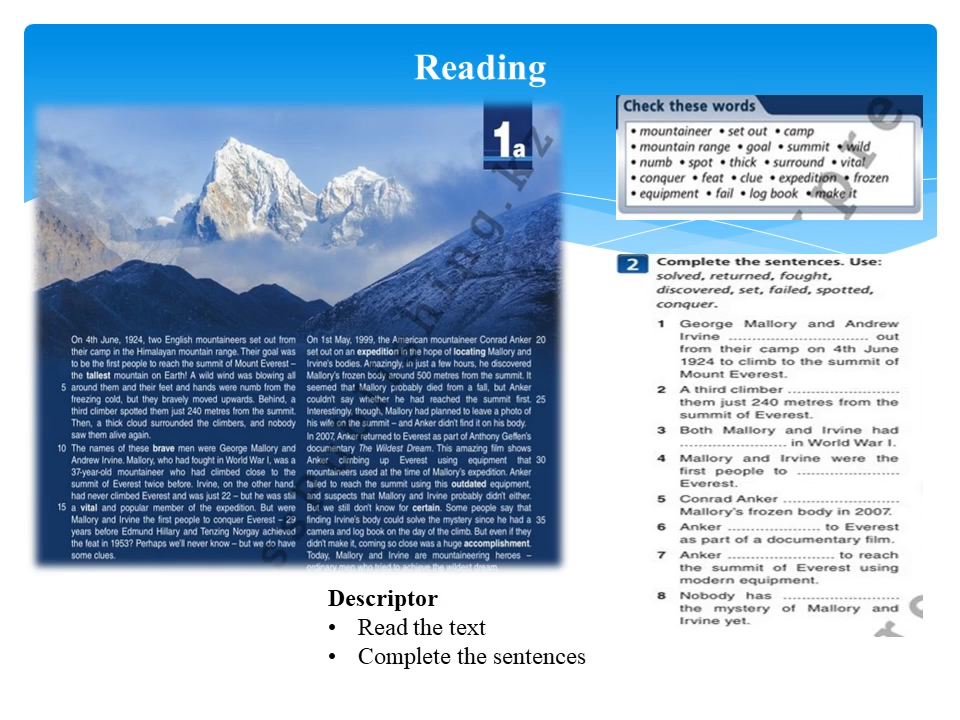 Reading
1a
On 4th June, 1924, two English mountaineers set out from
their camp in the Himalayan mountain range. Their goal was
to be the first people to reach the summit of Mount Everest –
the tallest mountain on Earth! A wild wind was blowing all
5 around them and their feet and hands were numb from the
freezing cold, but they bravely moved upwards. Behind, a
third climber spotted them just 240 metres from the summit.
Then, a thick cloud surrounded the climbers, and nobody
saw them alive again.
10 The names of these brave men were George Mallory and
Andrew Irvine. Mallory, who had fought in World War I, was a
37-year-old mountaineer who had climbed close to the
summit of Everest twice before. Irvine, on the other hand,
had never climbed Everest and was just 22 – but he was still
15 a vital and popular member of the expedition. But were
Mallory and Irvine the first people to conquer Everest – 29
years before Edmund Hillary and Tenzing Norgay achieved
the feat in 1953? Perhaps we'll never know – but we do have
some clues.
On 1st May, 1999, the American mountaineer Conrad Anker 20
set out on an expedition in the hope of locating Mallory and
Irvine's bodies. Amazingly, in just a few hours, he discovered
Mallory's frozen body around 500 metres from the summit. It
seemed that Mallory probably died from a fall, but Anker
couldn't say whether he had reached the summit first. 25
Interestingly, though, Mallory had planned to leave a photo of
his wife on the summit – and Anker didn't find it on his body.
In 2007, Anker returned to Everest as part of Anthony Geffen's
documentary The Wildest Dream. This amazing film shows
Anker climbing up Everest using equipment that 30
mountaineers used at the time of Mallory's expedition. Anker
failed to reach the summit using this outdated equipment,
and suspects that Mallory and Irvine probably didn't either.
But we still don't know for certain. Some people say that
finding Irvine's body could solve the mystery since he had a 35
camera and log book on the day of the climb. But even if they
didn't make it, coming so close was a huge accomplishment.
Today, Mallory and Irvine are mountaineering heroes –
ordinary men who tried to achieve the wildest dream.
Check these words
• mountaineer • set out • camp
• mountain range • goal • summit • wild
• numb • spot • thick • surround • vital
• conquer • feat • clue • expedition • frozen
• equipment • fail • log book • make it
2 Complete the sentences. Use:
solved, returned, fought,
discovered, set, failed, spotted,
conquer.
1 George Mallory and Andrew
Irvine .............................. out
from their camp on 4th June
1924 to climb to the summit of
Mount Everest.
2 A third climber ..............................
them just 240 metres from the
summit of Everest.
3 Both Mallory and Irvine had
.............................. in World War I.
4 Mallory and Irvine were the
first people to ..............................
Everest.
5 Conrad Anker ..............................
Mallory's frozen body in 2007.
6 Anker .............................. to Everest
as part of a documentary film.
7 Anker .............................. to reach
the summit of Everest using
modern equipment.
8 Nobody has ..............................
the mystery of Mallory and
Irvine yet.
Descriptor
• Read the text
• Complete the sentences